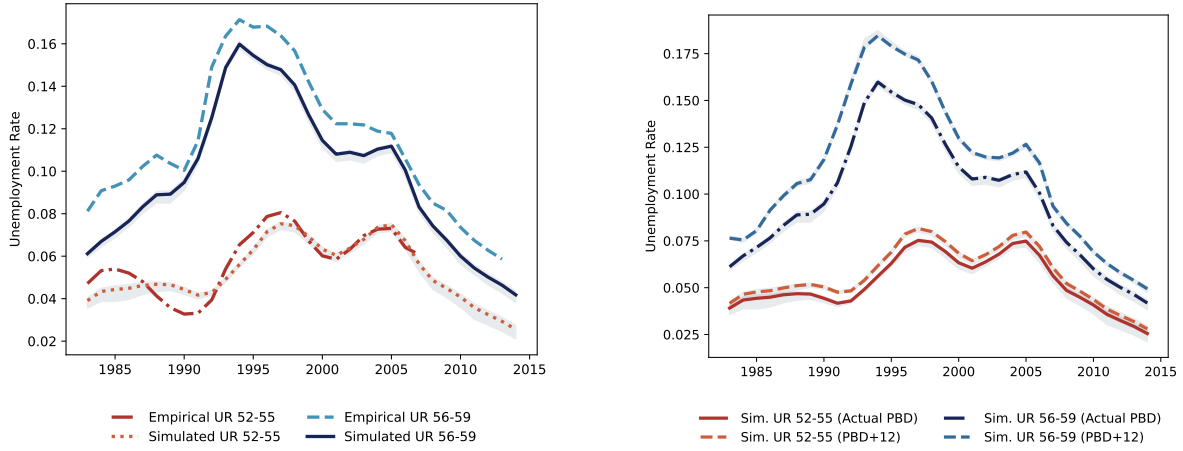 0.16
0.14
0.12
0.10
0.08
0.06
0.04
0.02
Unemployment Rate
1985 1990 1995 2000 2005 2010 2015
Empirical UR 52-55 Empirical UR 56-59
Simulated UR 52-55 Simulated UR 56-59
0.175
0.150
0.125
0.100
0.075
0.050
0.025
Unemployment Rate
1985 1990 1995 2000 2005 2010 2015
Sim. UR 52-55 (Actual PBD) Sim. UR 56-59 (Actual PBD)
Sim. UR 52-55 (PBD+12) Sim. UR 56-59 (PBD+12)